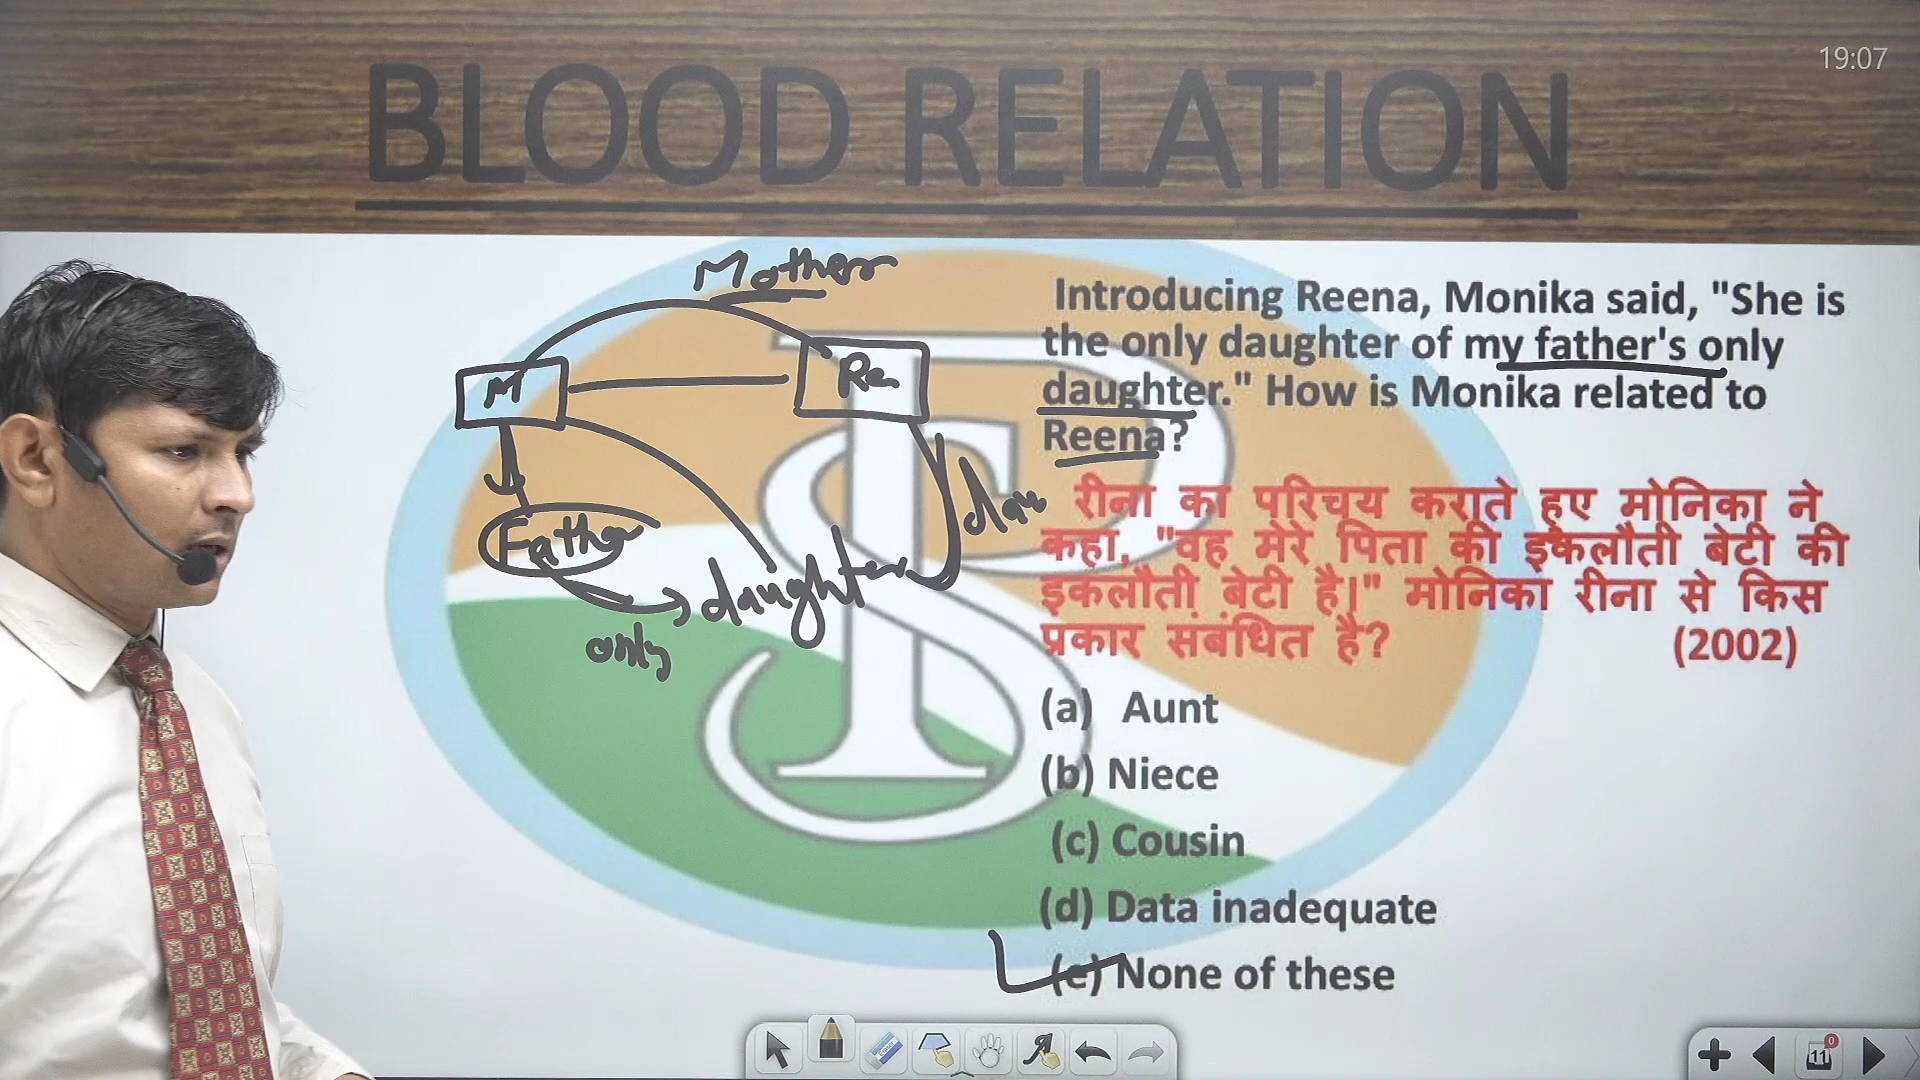 19:07
BLOOD RELATION
Mother
Introducing Reena, Monika said, "She is
the only daughter of my father's only
daughter." How is Monika related to
Reena?
M
Re
Father
daughter
dau
only
रीना का परिचय कराते हुए मोनिका ने
कहा, "वह मेरे पिता की इकलौती बेटी की
इकलौती बेटी है|" मोनिका रीना से किस
प्रकार संबंधित है?
(2002)
(a) Aunt
(b) Niece
(c) Cousin
(d) Data inadequate
(e) None of these
11
0